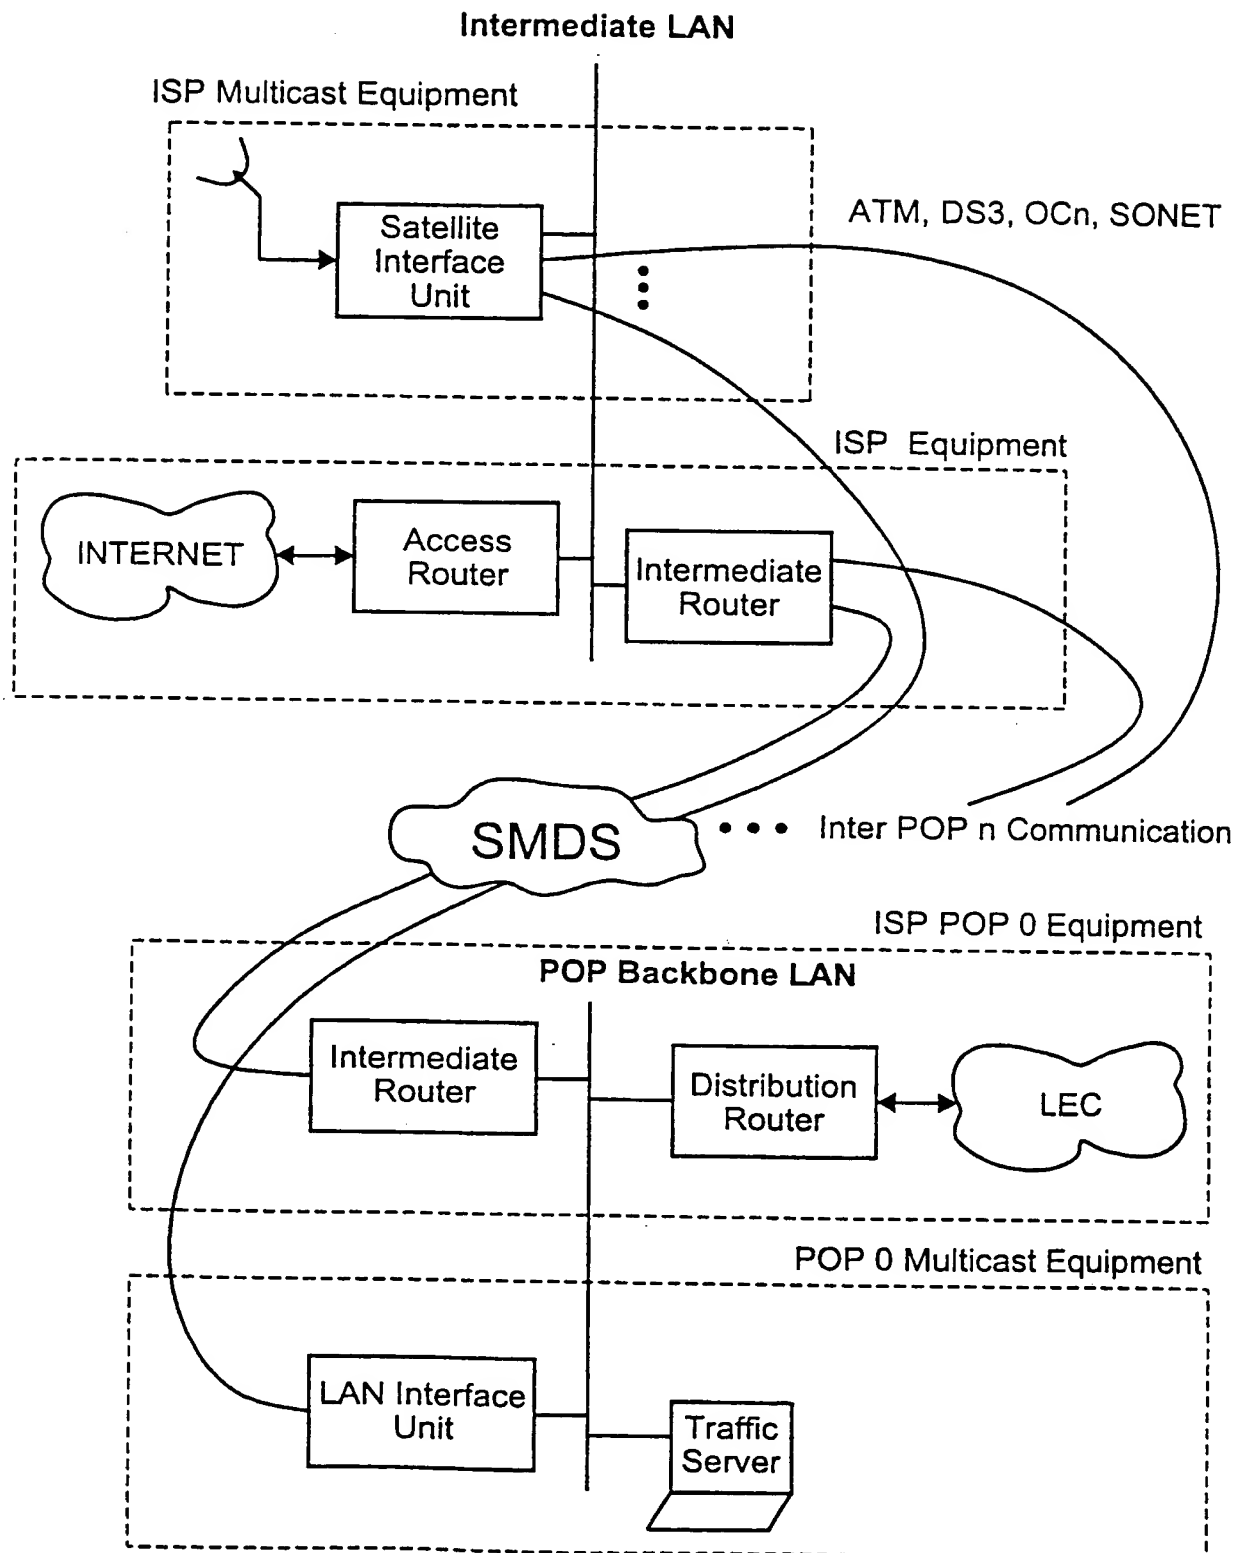 Intermediate LAN
ISP Multicast Equipment
Satellite
Interface
Unit
ATM, DS3, OCn, SONET
ISP Equipment
INTERNET
Access
Router
Intermediate
Router
SMDS
Inter POP n Communication
ISP POP 0 Equipment
POP Backbone LAN
Intermediate
Router
Distribution
Router
LEC
POP 0 Multicast Equipment
LAN Interface
Unit
Traffic
Server